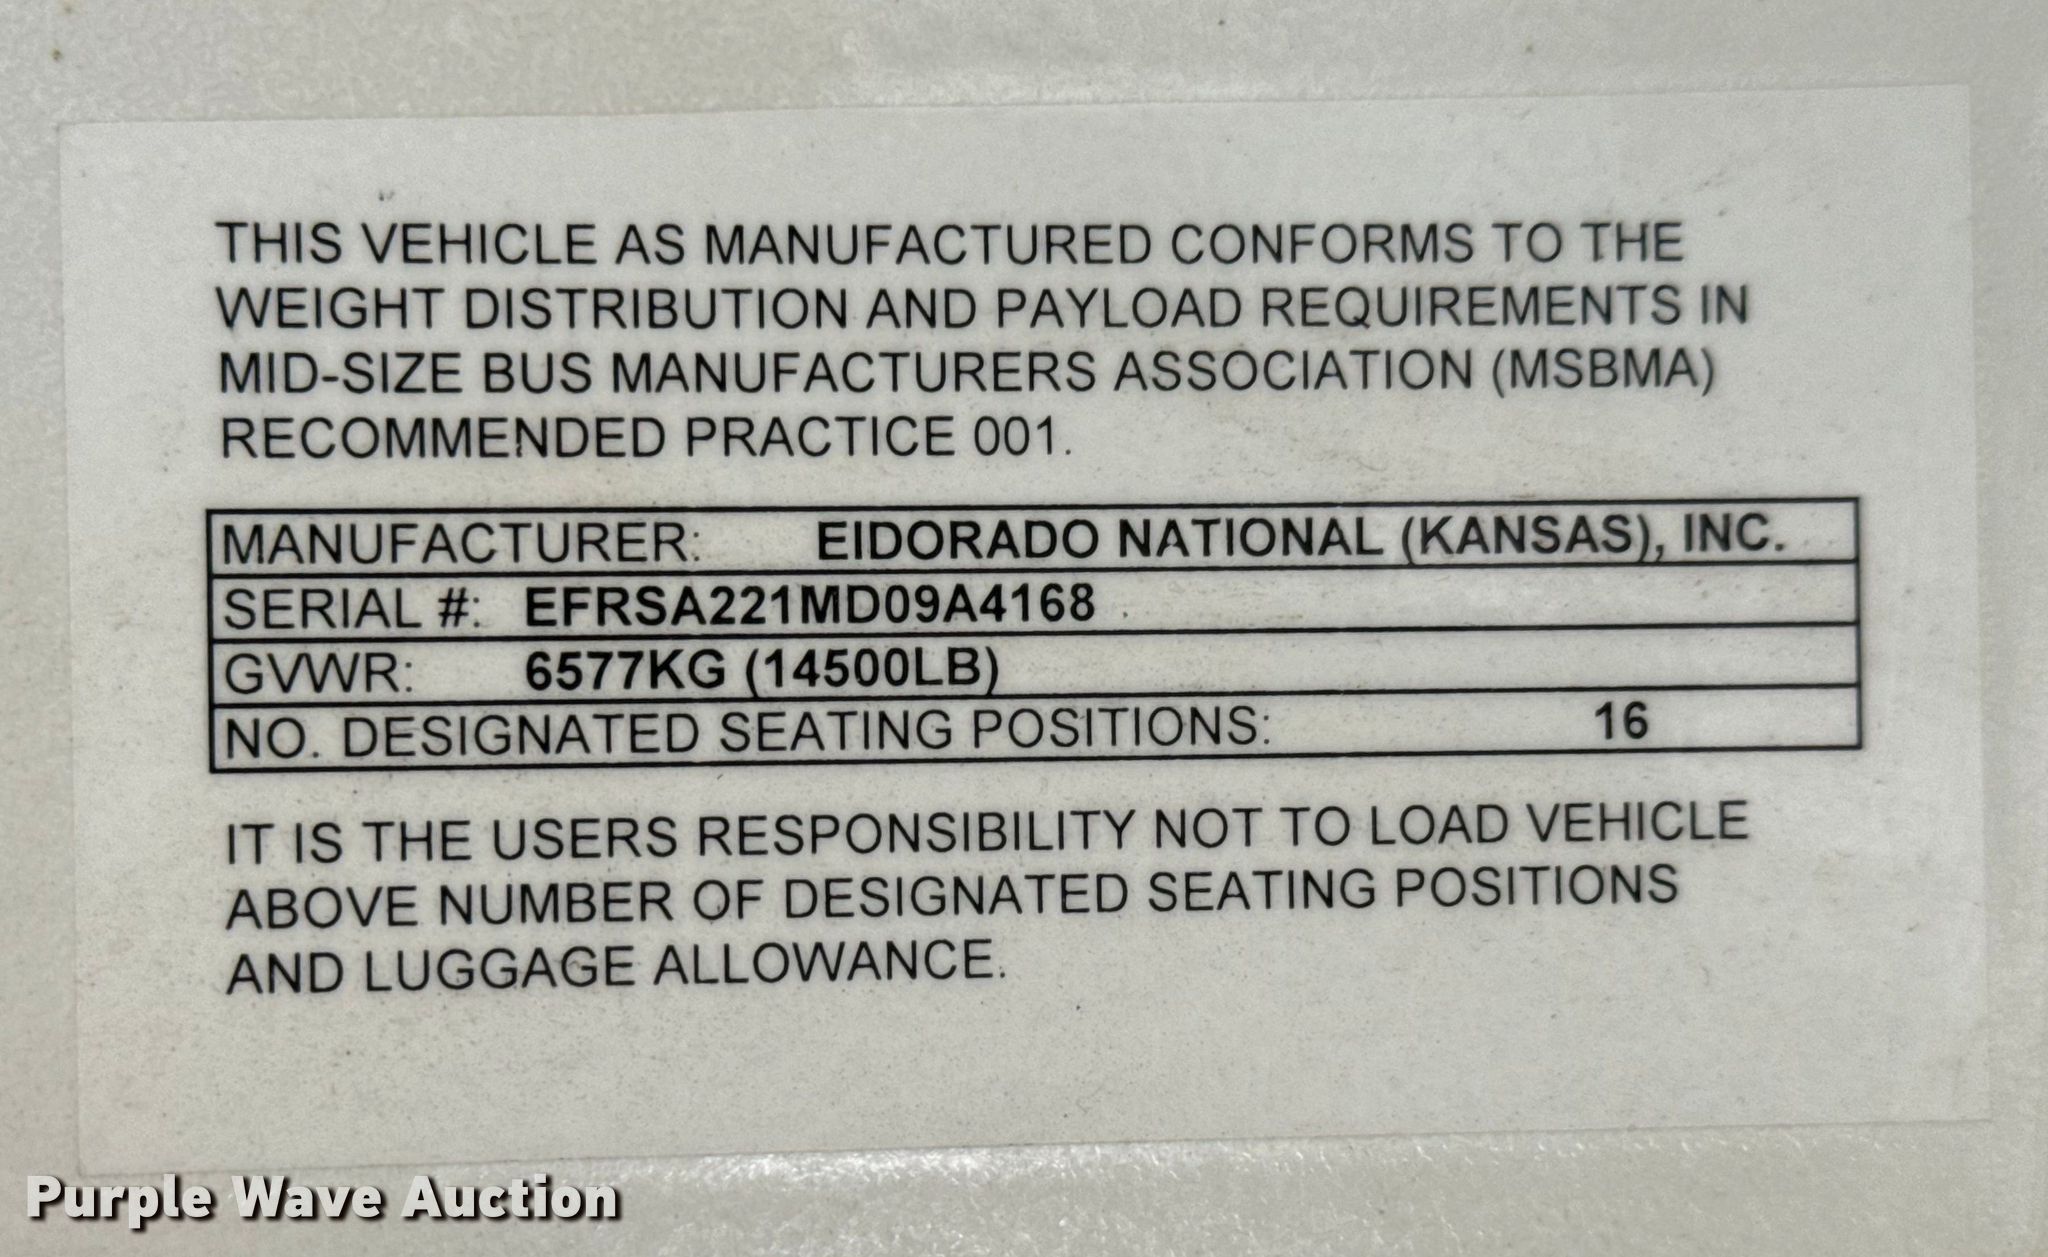 THIS VEHICLE AS MANUFACTURED CONFORMS TO THE
WEIGHT DISTRIBUTION AND PAYLOAD REQUIREMENTS IN
MID-SIZE BUS MANUFACTURERS ASSOCIATION (MSBMA)
RECOMMENDED PRACTICE 001.
MANUFACTURER: EIDORADO NATIONAL (KANSAS), INC.
SERIAL #: EFRSA221MD09A4168
GVWR: 6577KG (14500LB)
NO. DESIGNATED SEATING POSITIONS: 16
IT IS THE USERS RESPONSIBILITY NOT TO LOAD VEHICLE
ABOVE NUMBER OF DESIGNATED SEATING POSITIONS
AND LUGGAGE ALLOWANCE.
Purple Wave Auction